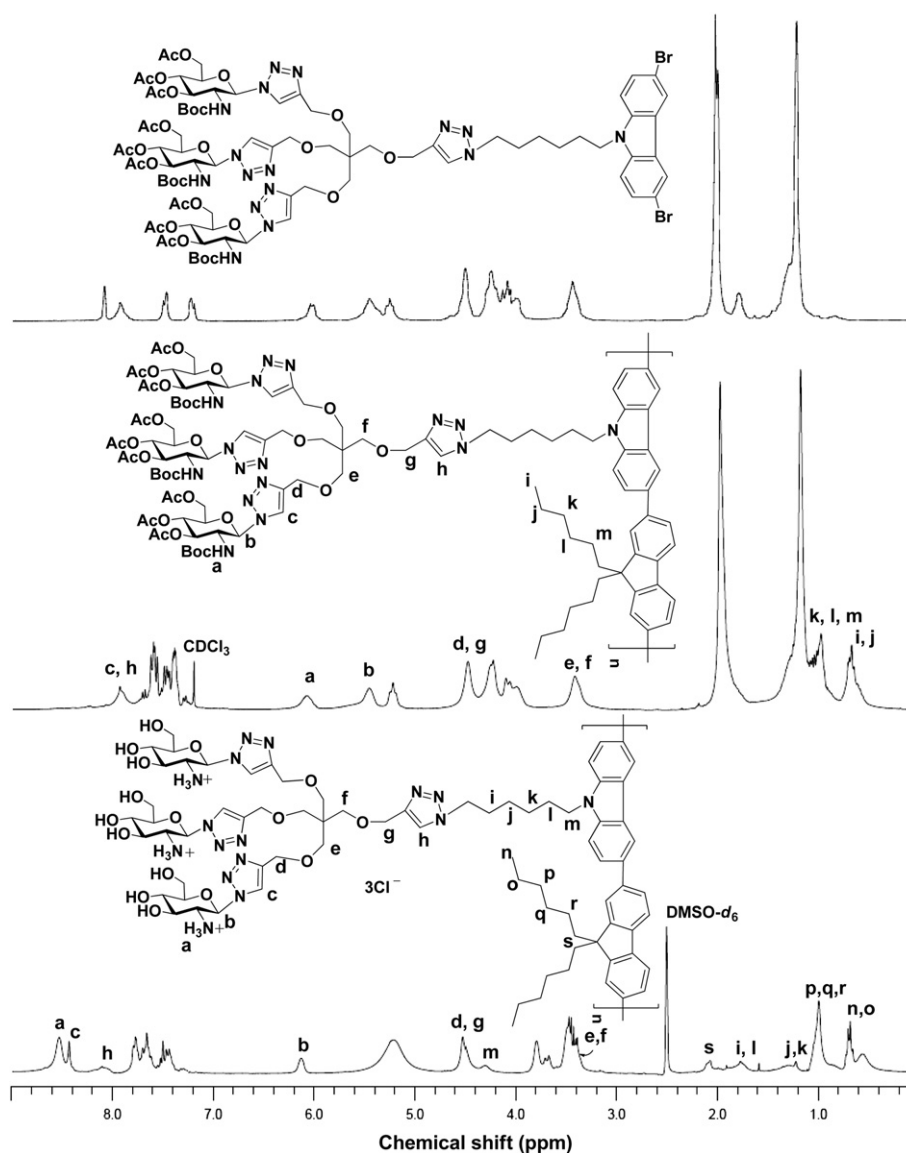 AcO
AcO
AcO
BocHN
O
N
N=N
O
Br
AcO
AcO
AcO
BocHN
O
N
N=N
O
O
N=N
N
N
AcO
AcO
AcO
BocHN
O
N=N
N
O
Br
AcO
AcO
AcO
BocHN
O
N=N
N
O
f
AcO
AcO
AcO
BocHN
O
N
N=N
O
O
g
N=N
N
h
N
e
AcO
AcO
AcO
BocHN
a
O
N=N
N
b
c
d
O
i
j
k
l
m
n
CDCl3
c, h
a
b
d, g
e, f
k, l, m
i, j
HO
HO
HO
H3N+
O
N=N
N
O
f
HO
HO
HO
H3N+
O
N
N=N
O
O
g
N=N
N
h
i
j
k
l
m
N
e
HO
HO
HO
H3N+
a
b
O
N=N
N
c
d
O
3Cl−
n
o
p
q
r
s
n
DMSO-d6
a
c
h
b
d, g
m
e,f
s
i, l
j,k
p,q,r
n,o
8.0 7.0 6.0 5.0 4.0 3.0 2.0 1.0
Chemical shift (ppm)